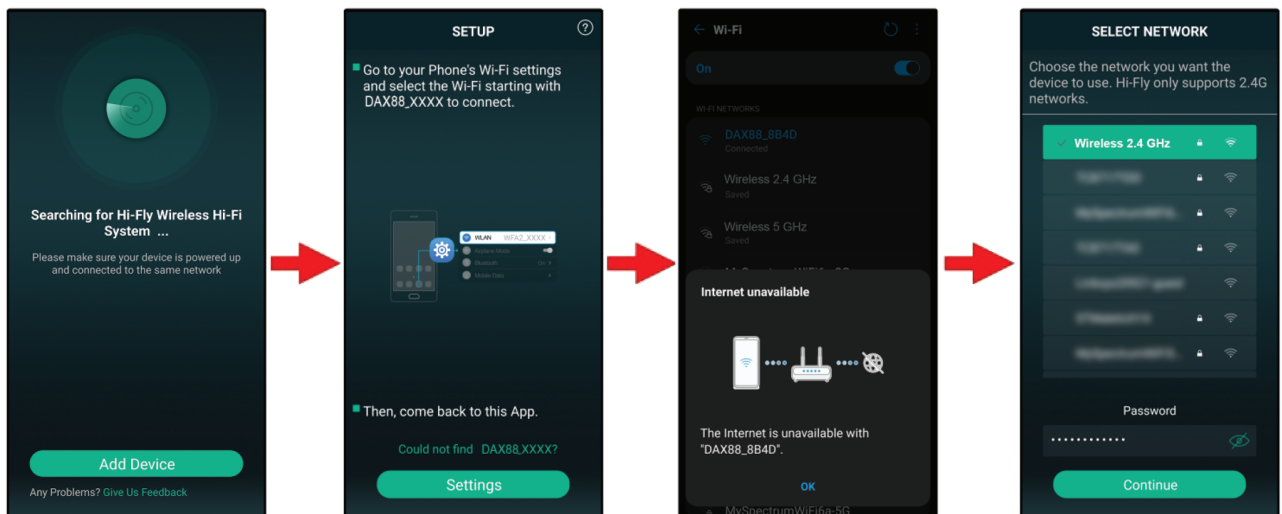 Searching for Hi-Fly Wireless Hi-Fi
System ...
Please make sure your device is powered up
and connected to the same network
Add Device
Any Problems? Give Us Feedback
SETUP
?
Go to your Phone's Wi-Fi settings
and select the Wi-Fi starting with
DAX88_XXXX to connect.
WLAN WFA2_XXXX >
Airplane Mode
Bluetooth On >
Mobile Data >
Then, come back to this App.
Could not find DAX88_XXXX?
Settings
Wi-Fi
On
WI-FI NETWORKS
DAX88_8B4D
Connected
Wireless 2.4 GHz
Saved
Wireless 5 GHz
Saved
Internet unavailable
The Internet is unavailable with
"DAX88_8B4D".
OK
MySpectrumWiFi6a-5G
SELECT NETWORK
Choose the network you want the
device to use. Hi-Fly only supports 2.4G
networks.
Wireless 2.4 GHz
Password
Continue